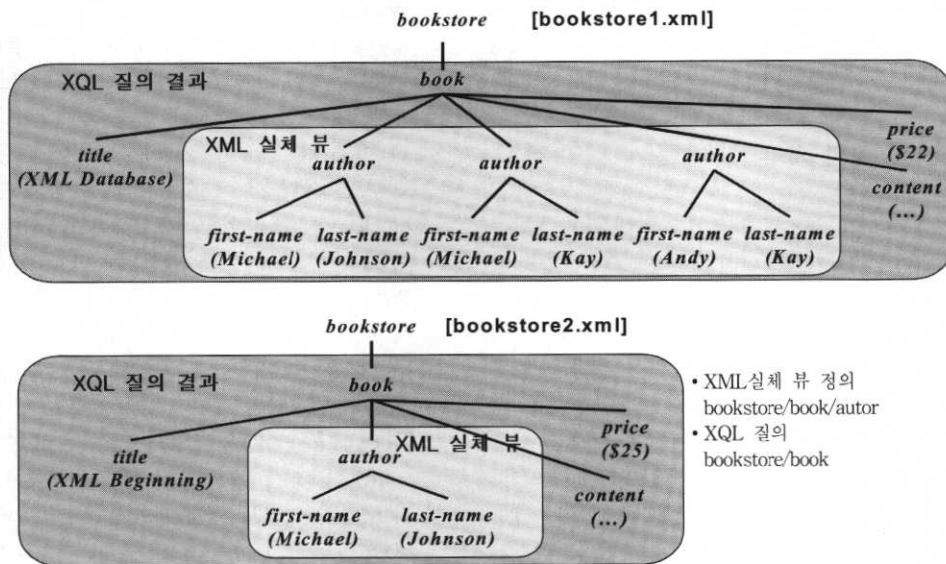 bookstore [bookstore1.xml]
XQL 질의 결과
book
XML 실체 뷰
title
(XML Database)
author author author
price
($22)
content
(...)
first-name last-name first-name last-name first-name last-name
(Michael) (Johnson) (Michael) (Kay) (Andy) (Kay)
bookstore [bookstore2.xml]
XQL 질의 결과
book
XML 실체 뷰
title
(XML Beginning)
author
price
($25)
content
(...)
first-name last-name
(Michael) (Johnson)
• XML실체 뷰 정의
bookstore/book/autor
• XQL 질의
bookstore/book